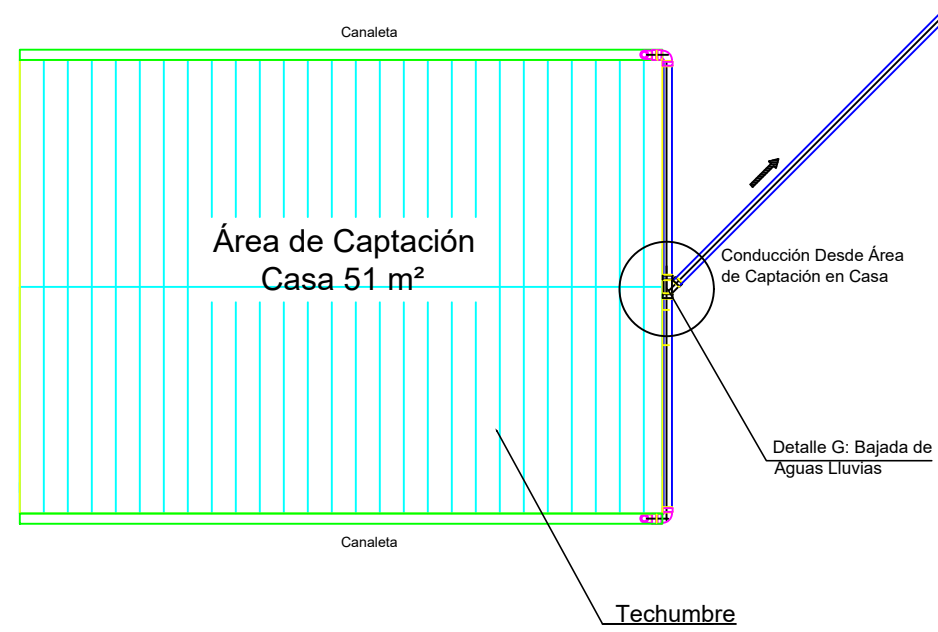 Canaleta
Área de Captación
Casa 51 m²
Conducción Desde Área
de Captación en Casa
Detalle G: Bajada de
Aguas Lluvias
Canaleta
Techumbre